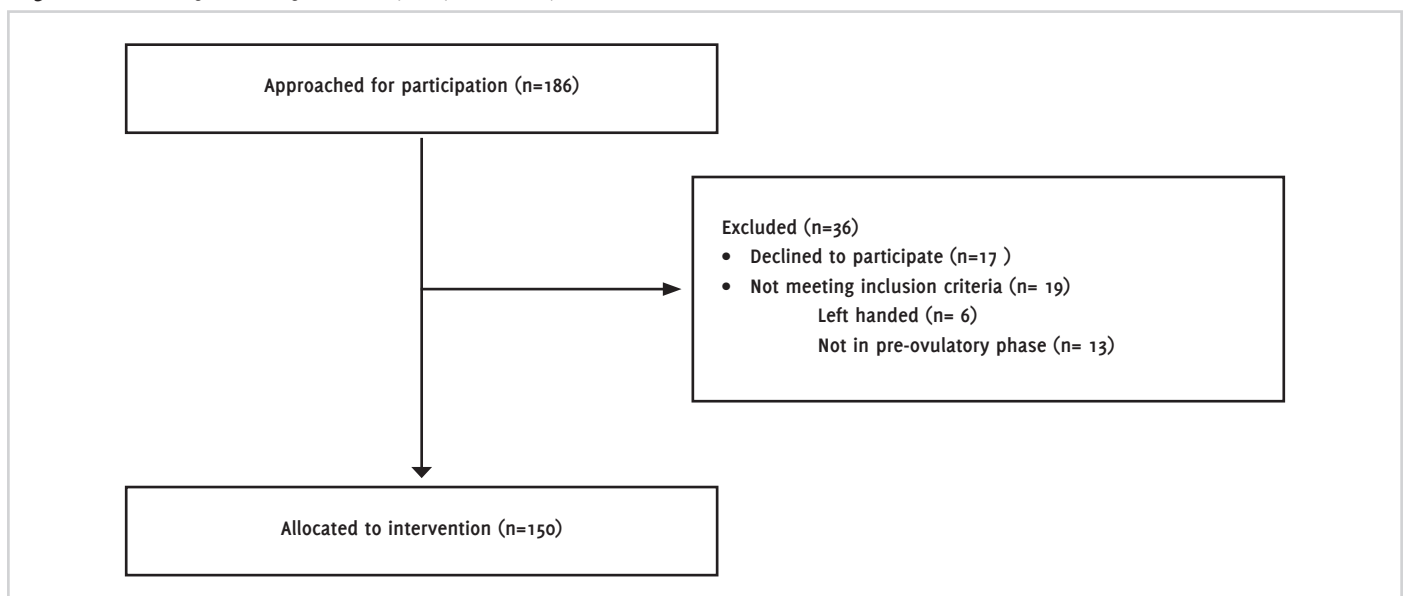 Approached for participation (n=186)
Excluded (n=36)
• Declined to participate (n=17 )
• Not meeting inclusion criteria (n= 19)
Left handed (n= 6)
Not in pre-ovulatory phase (n= 13)
Allocated to intervention (n=150)